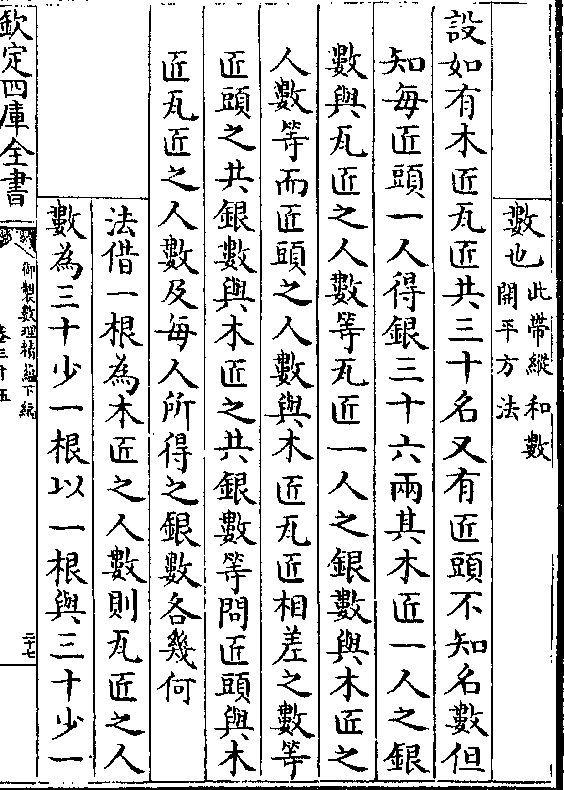 數也此帶縱和數開平方法
設如有木匠瓦匠共三十名又有匠頭不知名數但
知每匠頭一人得銀三十六兩其木匠一人之銀
數與瓦匠之人數等瓦匠一人之銀數與木匠之
人數等而匠頭之人數與木匠瓦匠相差之數等
匠頭之共銀數與木匠之共銀數等問匠頭與木
匠瓦匠之人數及每人所得之銀數各幾何
法借一根為木匠之人數則瓦匠之人
數為三十少一根以一根與三十少一
欽定四庫全書
御製數理精蘊下編
卷三十五
二十七